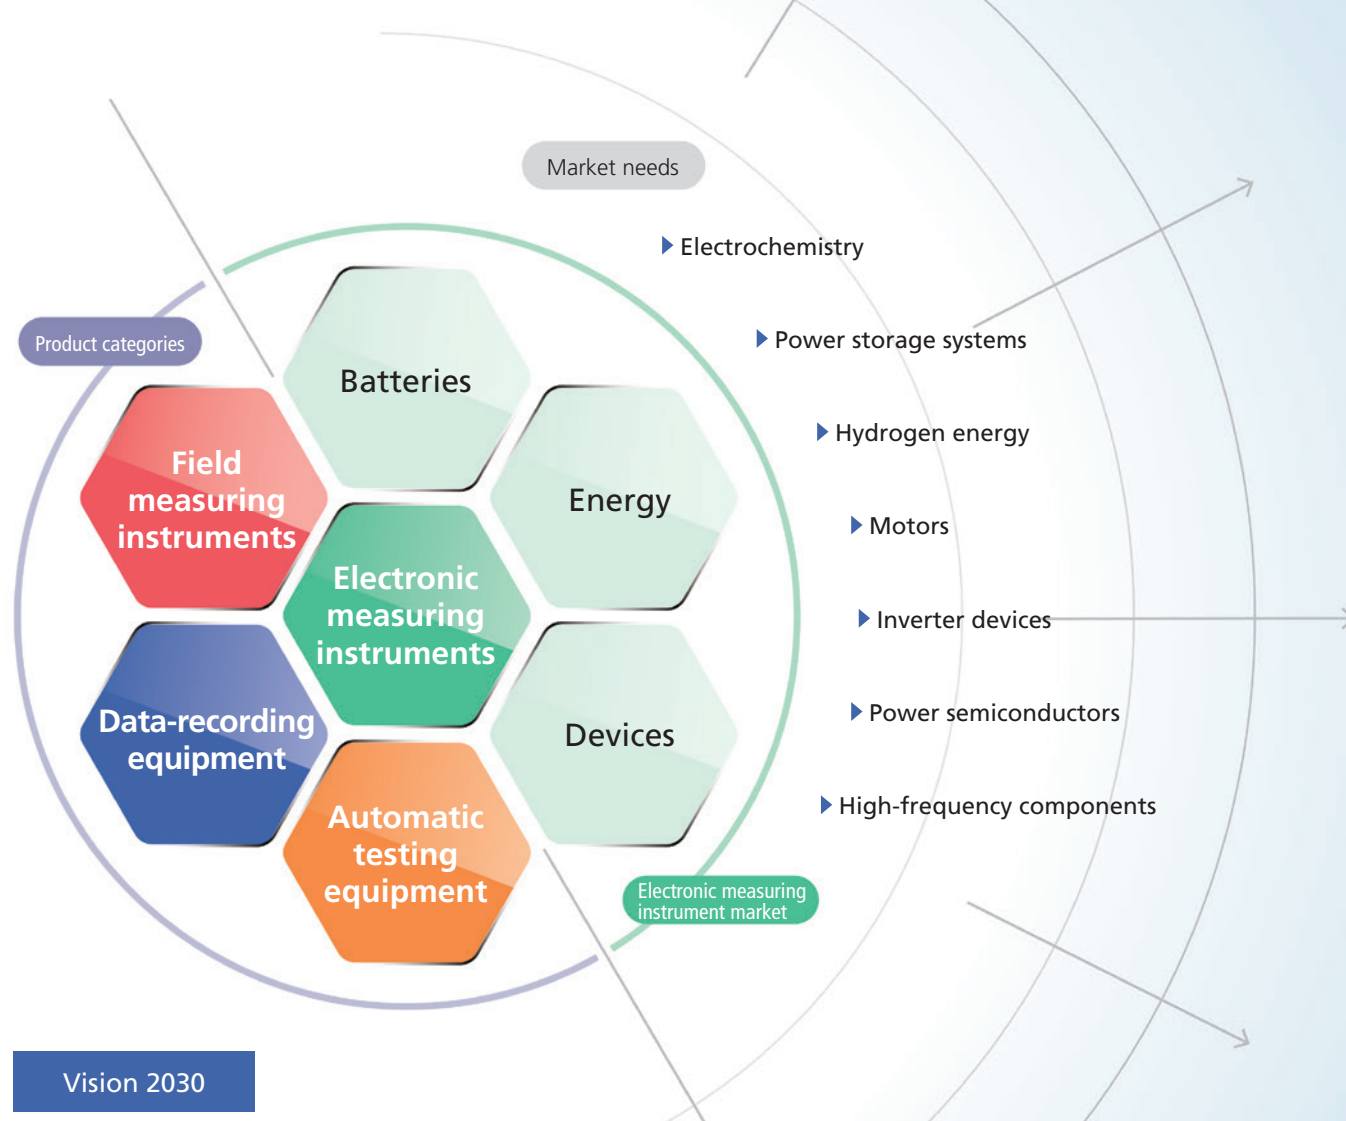 Market needs
Electrochemistry
Power storage systems
Hydrogen energy
Motors
Inverter devices
Power semiconductors
High-frequency components
Product categories
Batteries
Field
measuring
instruments
Energy
Electronic
measuring
instruments
Data-recording
equipment
Devices
Automatic
testing
equipment
Electronic measuring
instrument market
Vision 2030